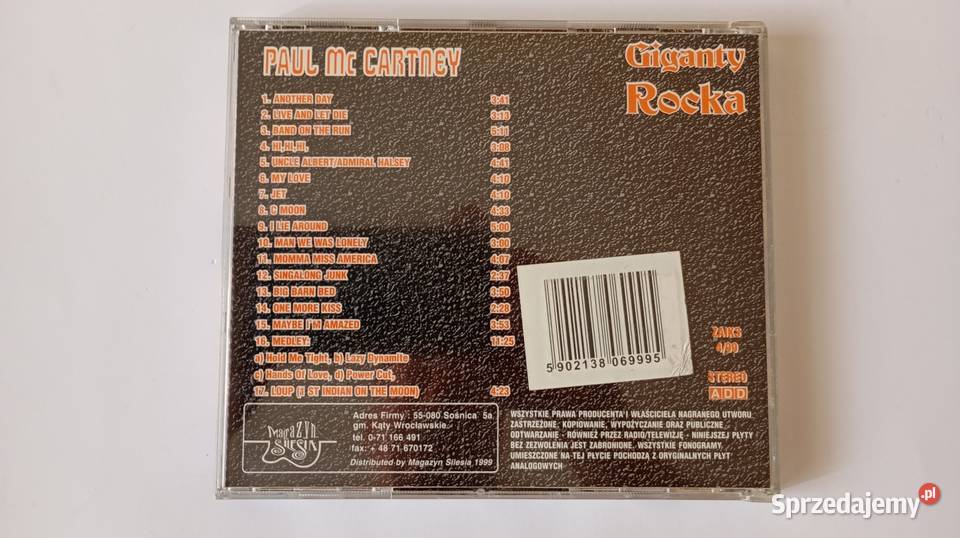 PAUL Mc CARTNEY
Giganty
Rocka
1. ANOTHER DAY 3:41
2. LIVE AND LET DIE 3:13
3. BAND ON THE RUN 5:11
4. HI,HI,HI, 3:08
5. UNCLE ALBERT/ADMIRAL HALSEY 4:41
6. MY LOVE 4:10
7. JET 4:10
8. C MOON 4:33
9. I LIE AROUND 5:00
10. MAN WE WAS LONELY 3:00
11. MOMMA MISS AMERICA 4:07
12. SINGALONG JUNK 2:37
13. BIG BARN BED 3:50
14. ONE MORE KISS 2:28
15. MAYBE I'M AMAZED 3:53
16. MEDLEY: 11:25
a) Hold Me Tight, b) Lazy Dynamite
c) Hands Of Love, d) Power Cut,
17. LOUP (I ST INDIAN ON THE MOON) 4:23
5902138 069995
ZAIKS
4/99
STEREO
ADD
Magazyn
Silesia
Adres Firmy : 55-080 Sośnica 5a
gm. Kąty Wrocławskie
tel. 0-71 166 491
fax: + 48 71 670172
Distributed by Magazyn Silesia 1999
WSZYSTKIE PRAWA PRODUCENTA I WŁAŚCICIELA NAGRANEGO UTWORU
ZASTRZEŻONE, KOPIOWANIE, WYPOŻYCZANIE ORAZ PUBLICZNE
ODTWARZANIE - RÓWNIEŻ PRZEZ RADIO/TELEWIZJĘ - NINIEJSZEJ PŁYTY
BEZ ZEZWOLENIA JEST ZABRONIONE. WSZYSTKIE FONOGRAMY
UMIESZCZONE NA TEJ PŁYCIE POCHODZĄ Z ORYGINALNYCH PŁYT
ANALOGOWYCH
Sprzedajemy.pl